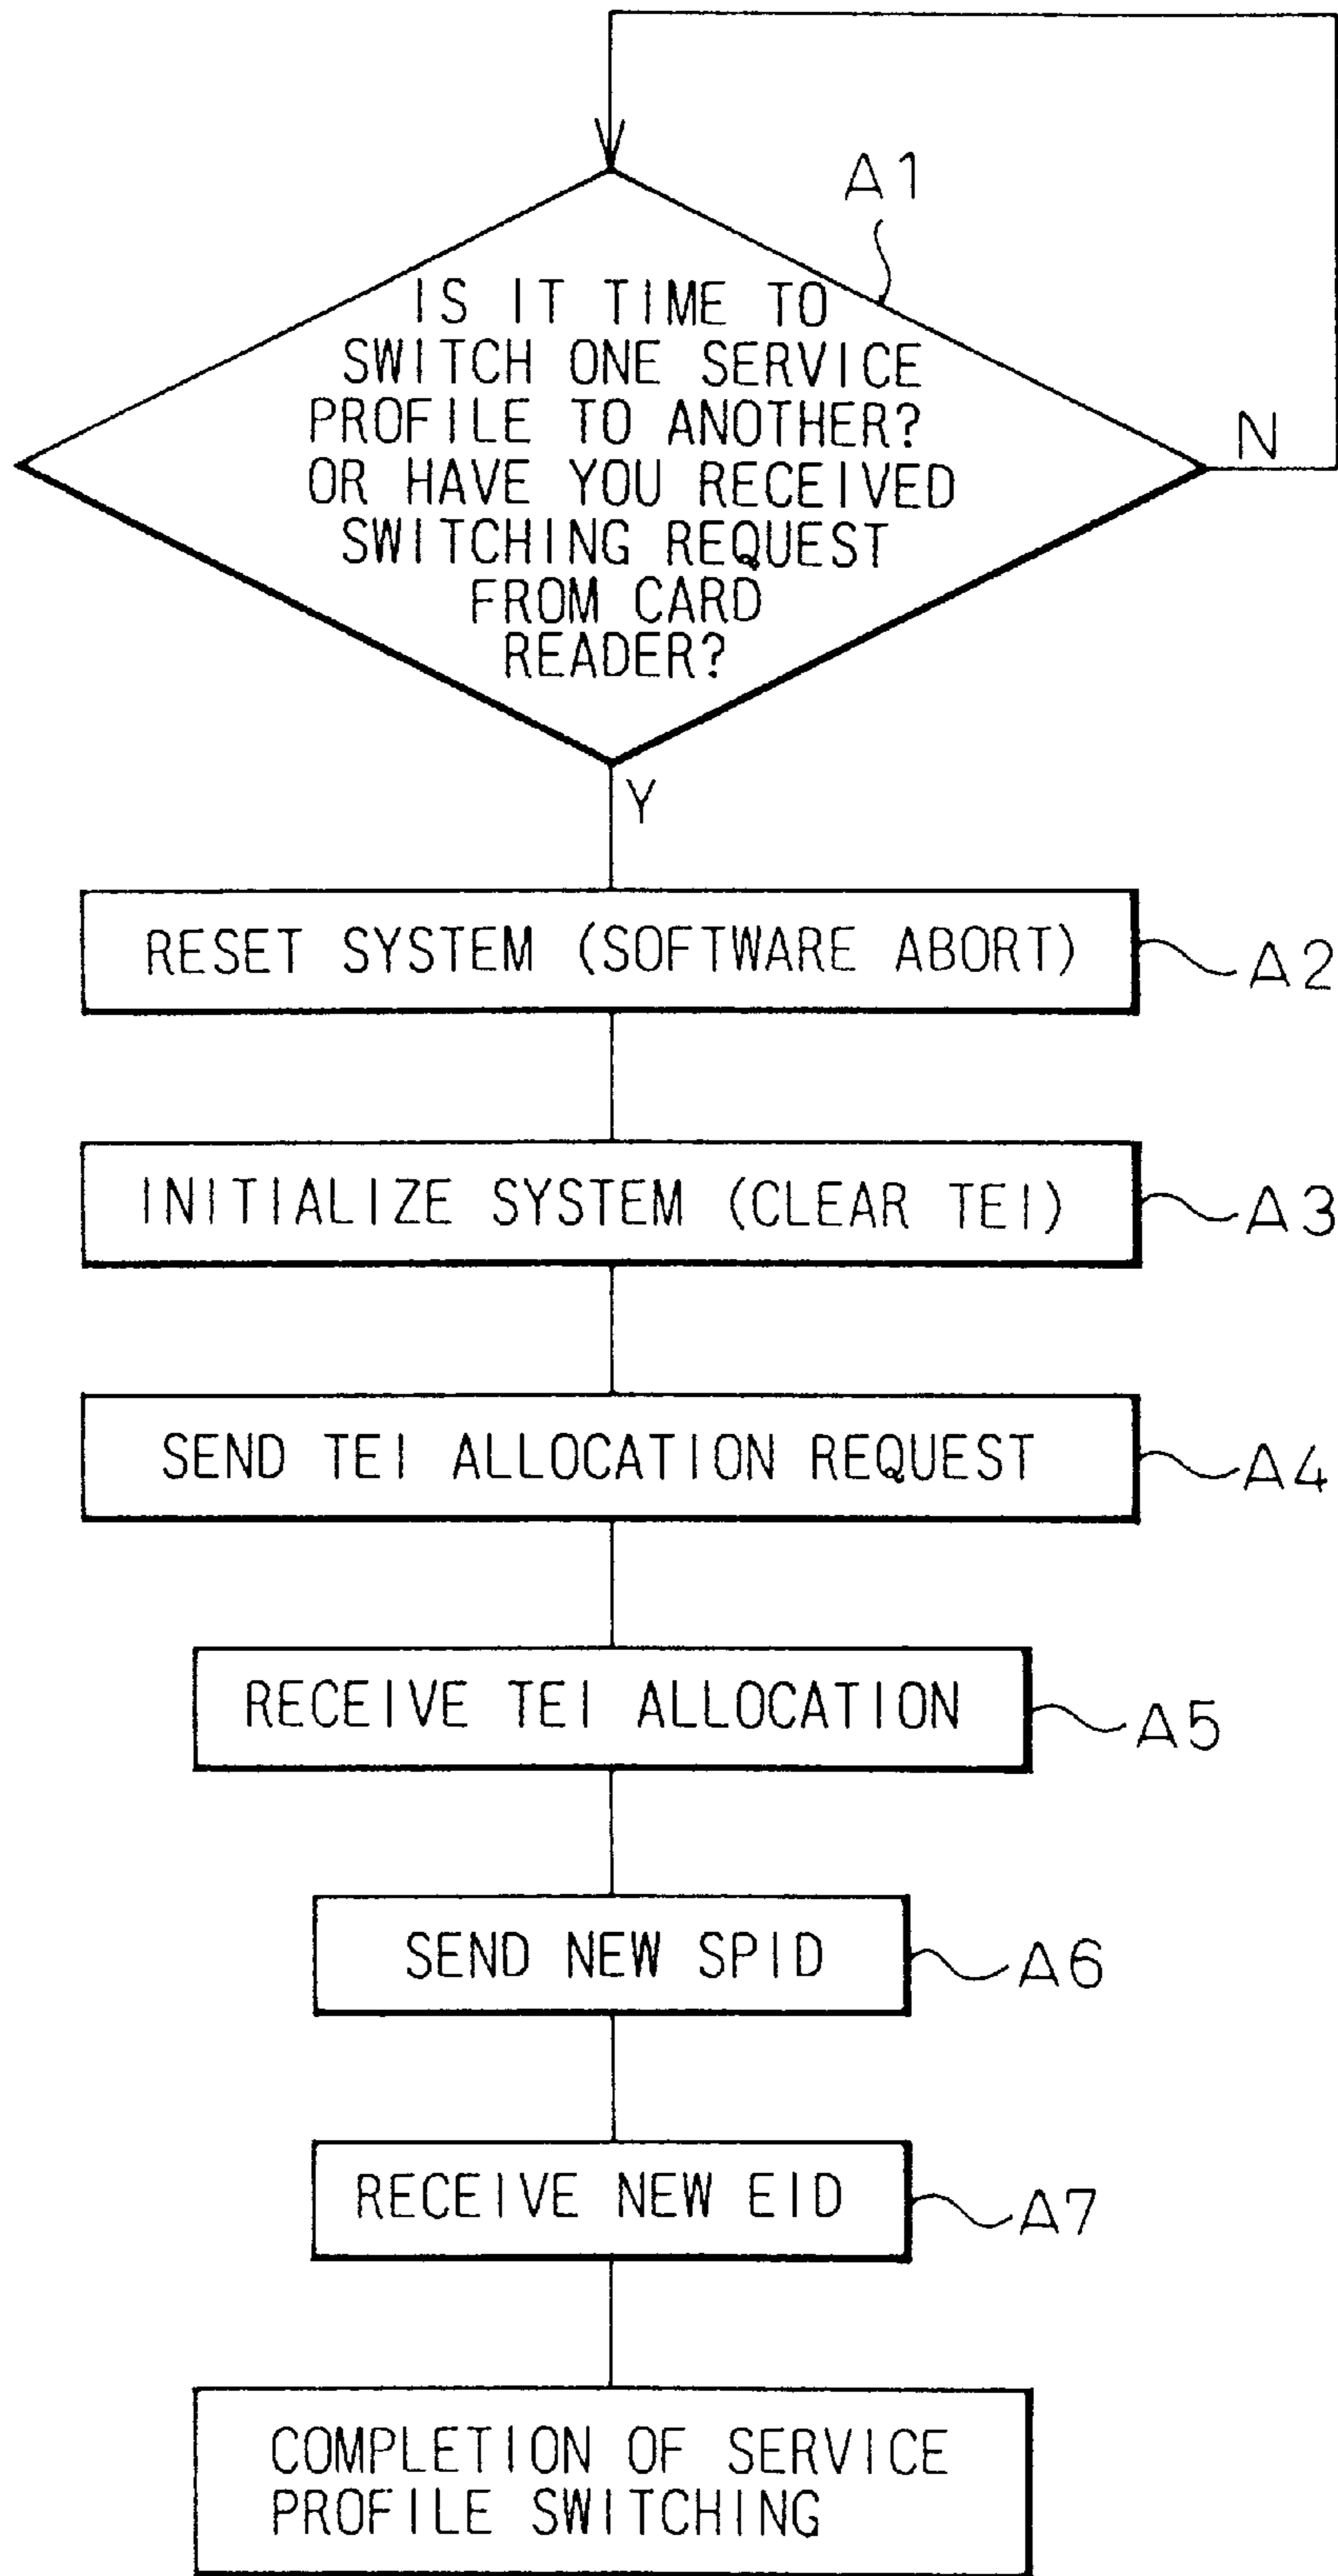 A1
IS IT TIME TO
SWITCH ONE SERVICE
PROFILE TO ANOTHER?
OR HAVE YOU RECEIVED
SWITCHING REQUEST
FROM CARD
READER?
N
Y
RESET SYSTEM (SOFTWARE ABORT)
A2
INITIALIZE SYSTEM (CLEAR TEI)
A3
SEND TEI ALLOCATION REQUEST
A4
RECEIVE TEI ALLOCATION
A5
SEND NEW SPID
A6
RECEIVE NEW EID
A7
COMPLETION OF SERVICE
PROFILE SWITCHING